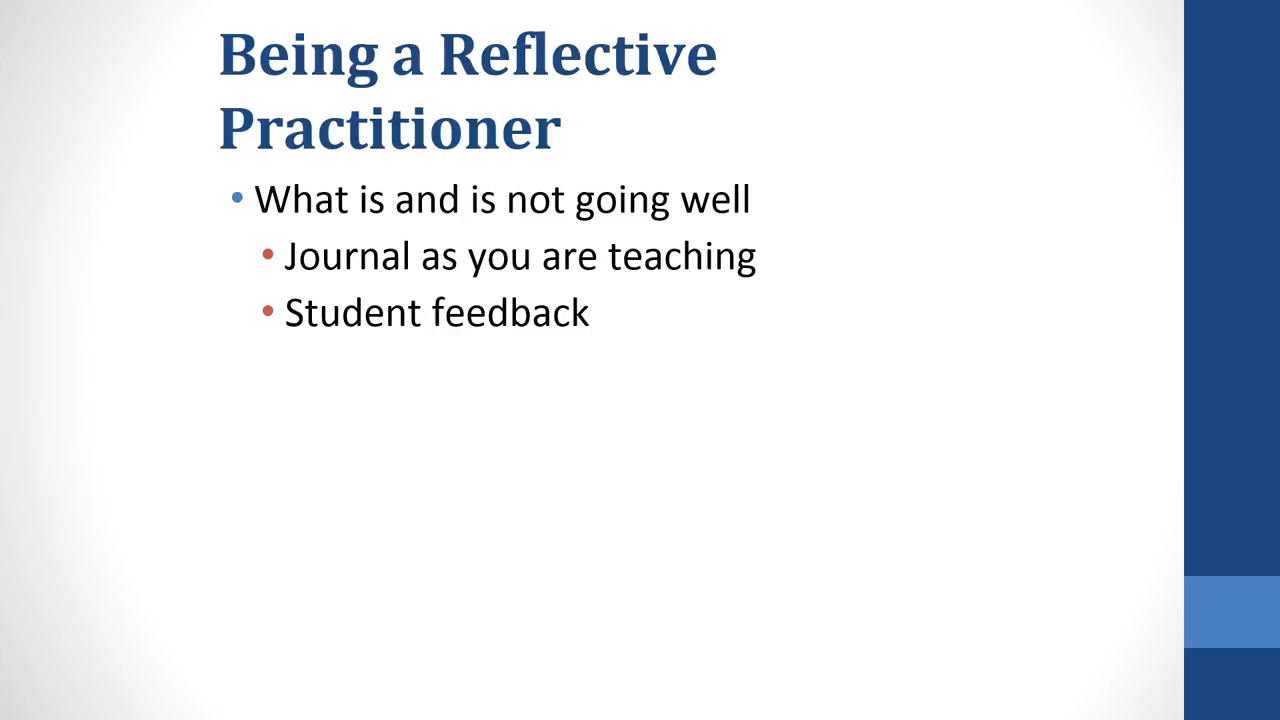 Being a Reflective
Practitioner
• What is and is not going well
• Journal as you are teaching
• Student feedback